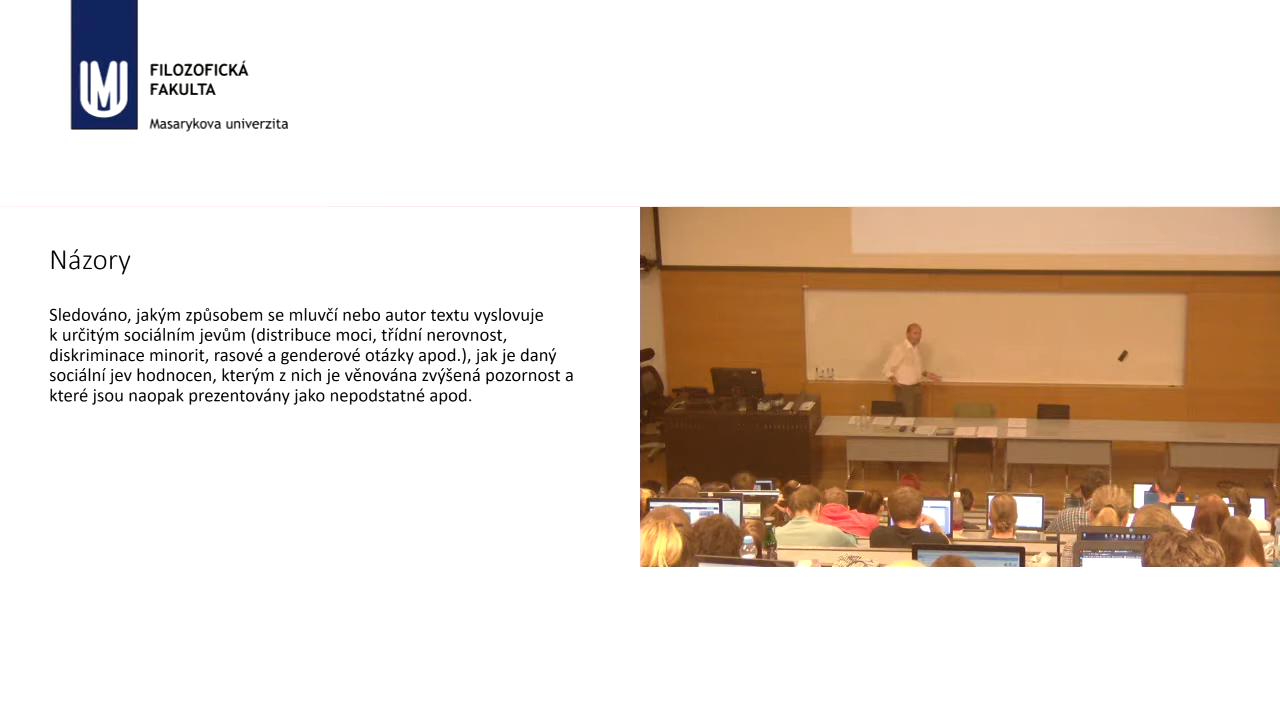 FILOZOFICKÁ
FAKULTA
Masarykova univerzita
Názory
Sledováno, jakým způsobem se mluvčí nebo autor textu vyslovuje
k určitým sociálním jevům (distribuce moci, třídní nerovnost,
diskriminace minorit, rasové a genderové otázky apod.), jak je daný
sociální jev hodnocen, kterým z nich je věnována zvýšená pozornost a
které jsou naopak prezentovány jako nepodstatné apod.